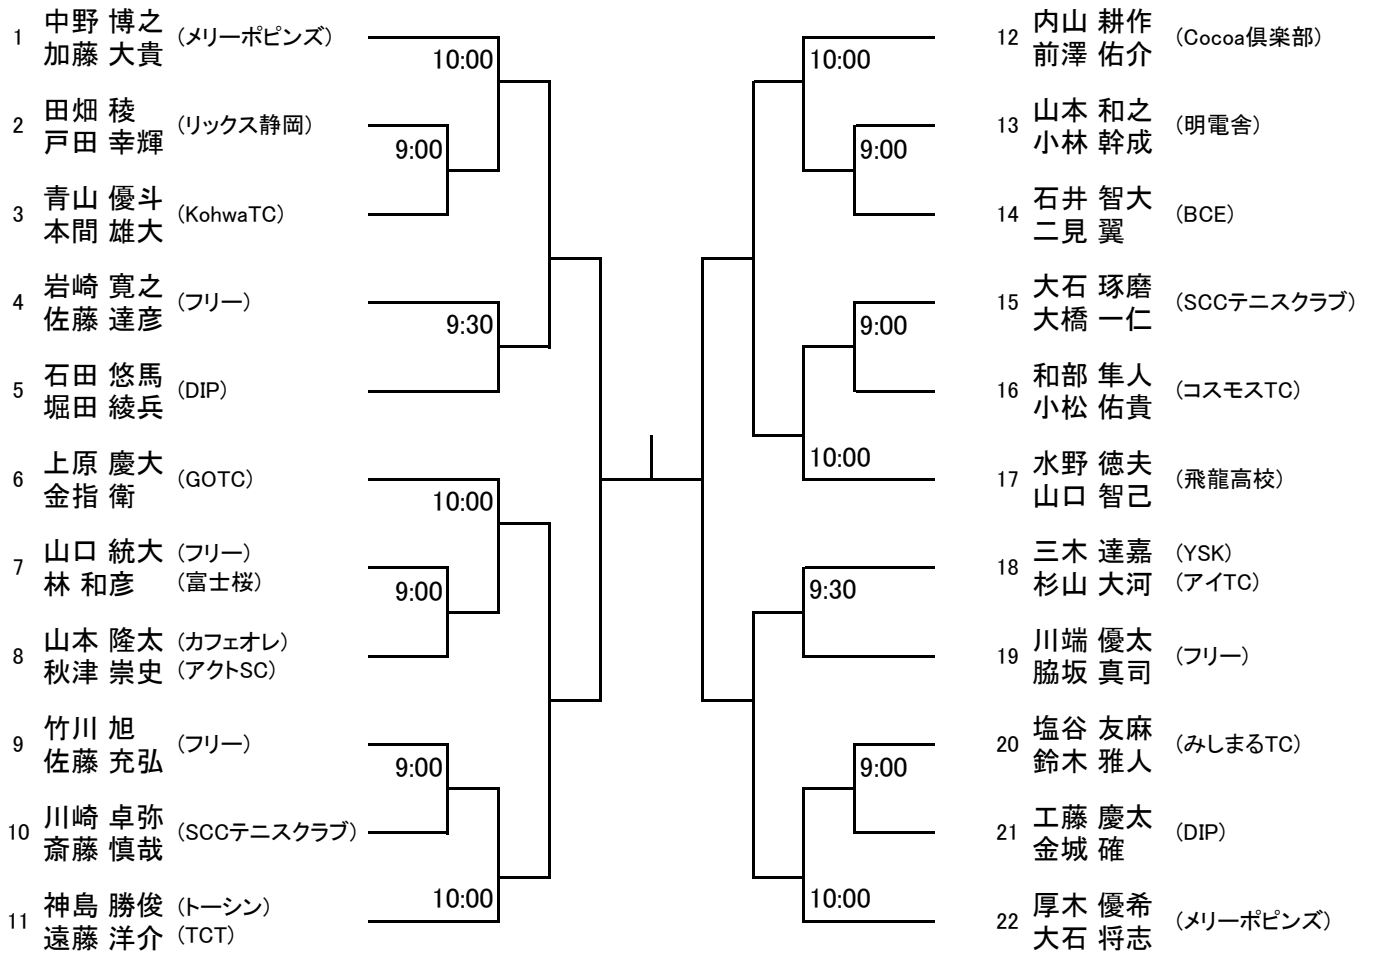 1 中野 博之 (メリーポピンズ)
加藤 大貴
10:00
2 田畑 稜 (リックス静岡)
戸田 幸輝
9:00
3 青山 優斗 (KohwaTC)
本間 雄大
4 岩崎 寛之 (フリー)
佐藤 達彦
9:30
5 石田 悠馬 (DIP)
堀田 綾兵
6 上原 慶大 (GOTC)
金指 衛
10:00
7 山口 統大 (フリー)
林 和彦 (富士桜)
9:00
8 山本 隆太 (カフェオレ)
秋津 崇史 (アクトSC)
9 竹川 旭 (フリー)
佐藤 充弘
9:00
10 川崎 卓弥 (SCCテニスクラブ)
斎藤 慎哉
10:00
11 神島 勝俊 (トーシン)
遠藤 洋介 (TCT)
12 内山 耕作 (Cocoa倶楽部)
前澤 佑介
10:00
13 山本 和之 (明電舎)
小林 幹成
9:00
14 石井 智大 (BCE)
二見 翼
15 大石 琢磨 (SCCテニスクラブ)
大橋 一仁
9:00
16 和部 隼人 (コスモスTC)
小松 佑貴
10:00
17 水野 徳夫 (飛龍高校)
山口 智己
18 三木 達嘉 (YSK)
杉山 大河 (アイTC)
9:30
19 川端 優太 (フリー)
脇坂 真司
20 塩谷 友麻 (みしまるTC)
鈴木 雅人
9:00
21 工藤 慶太 (DIP)
金城 確
10:00
22 厚木 優希 (メリーポピンズ)
大石 将志